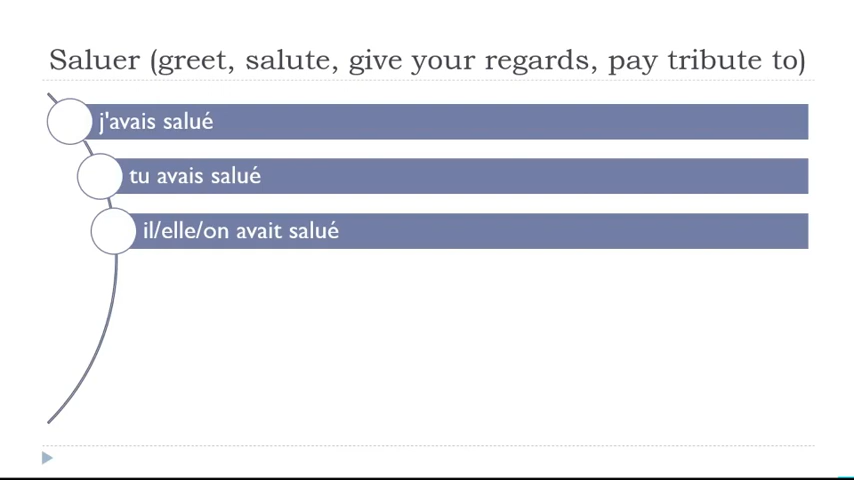 Saluer (greet, salute, give your regards, pay tribute to)
j'avais salué
tu avais salué
il/elle/on avait salué